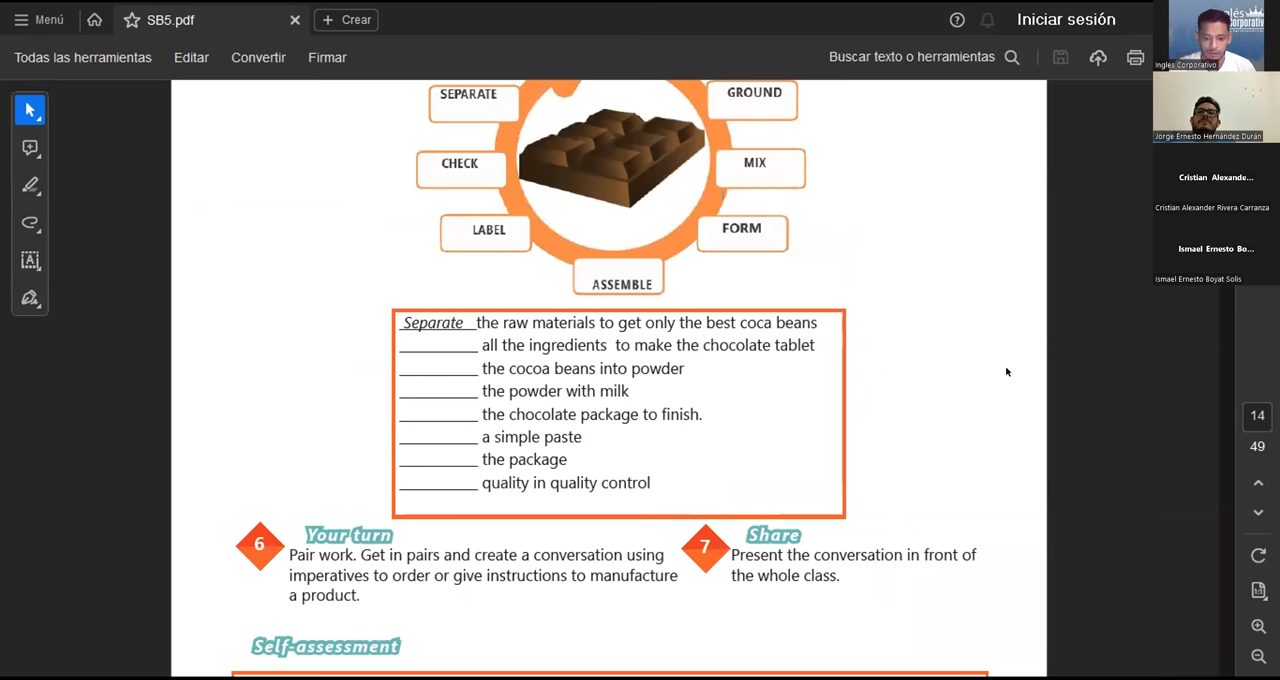 Menú
SB5.pdf
Crear
Iniciar sesión
Todas las herramientas
Editar
Convertir
Firmar
Buscar texto o herramientas
Ingles Corporativo
Jorge Ernesto Hernández Durán
Cristian Alexande...
Cristian Alexander Rivera Carranza
Ismael Ernesto Bo...
Ismael Ernesto Boyat Solis
SEPARATE
GROUND
CHECK
MIX
LABEL
FORM
ASSEMBLE
_Separate__the raw materials to get only the best coca beans
__________ all the ingredients to make the chocolate tablet
__________ the cocoa beans into powder
__________ the powder with milk
__________ the chocolate package to finish.
__________ a simple paste
__________ the package
__________ quality in quality control
6
Your turn
Pair work. Get in pairs and create a conversation using
imperatives to order or give instructions to manufacture
a product.
7
Share
Present the conversation in front of
the whole class.
Self-assessment
14
49